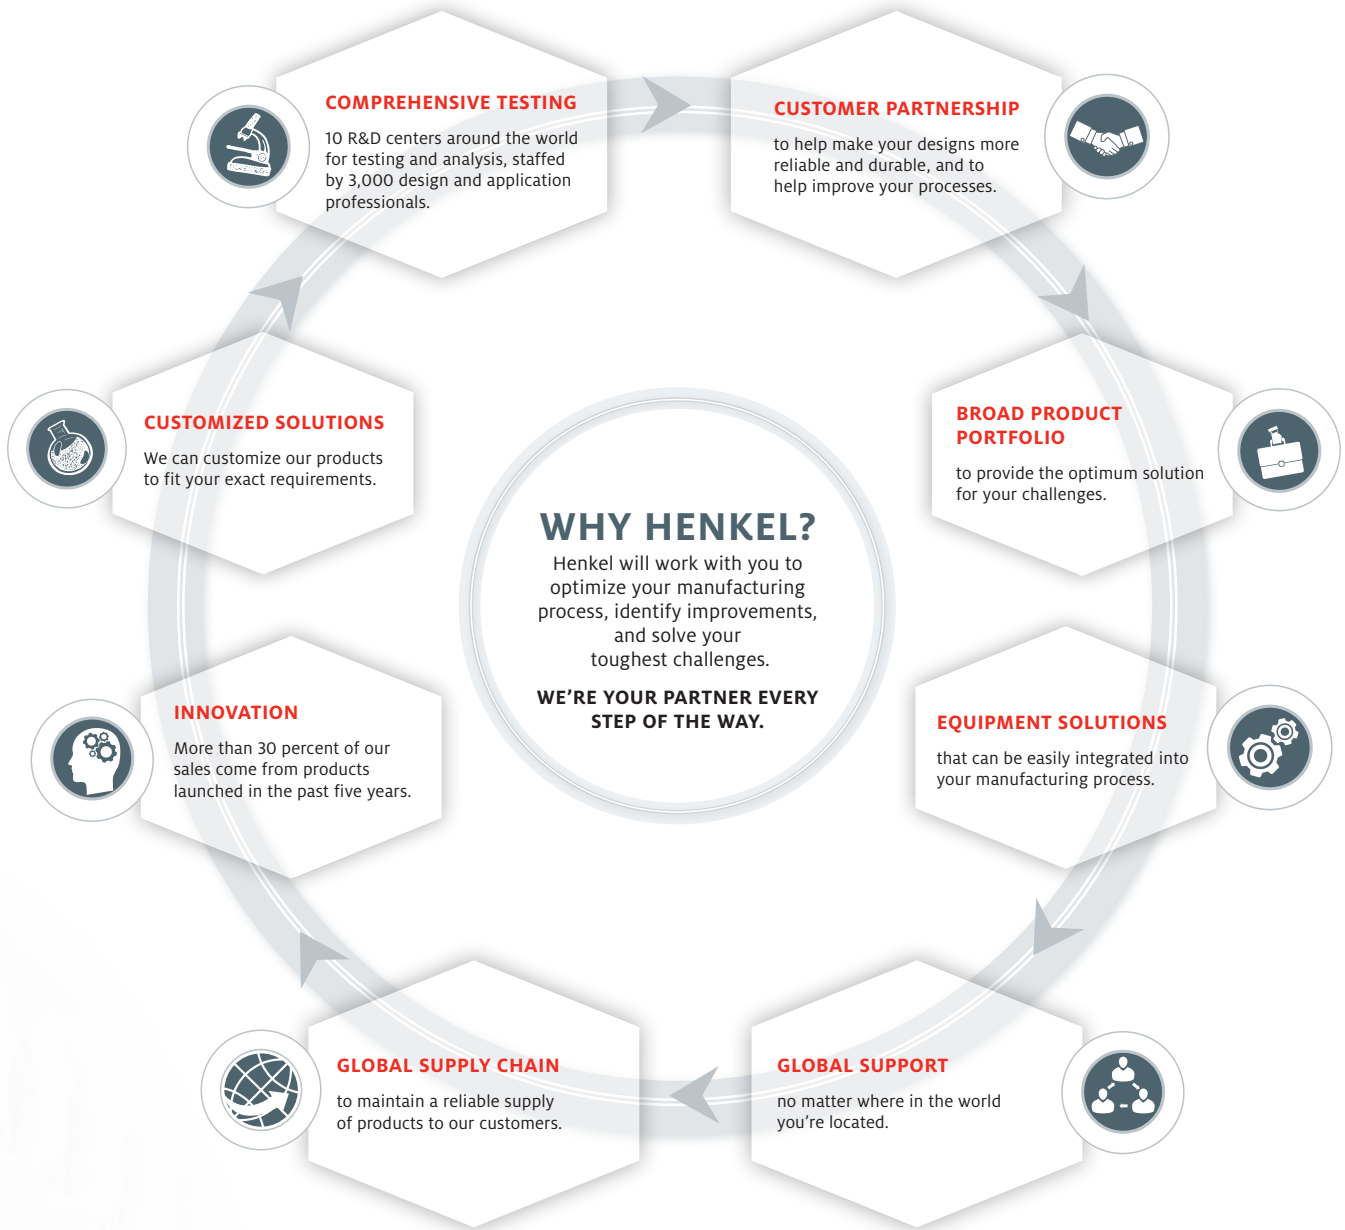 COMPREHENSIVE TESTING
10 R&D centers around the world
for testing and analysis, staffed
by 3,000 design and application
professionals.
CUSTOMER PARTNERSHIP
to help make your designs more
reliable and durable, and to
help improve your processes.
CUSTOMIZED SOLUTIONS
We can customize our products
to fit your exact requirements.
BROAD PRODUCT
PORTFOLIO
to provide the optimum solution
for your challenges.
WHY HENKEL?
Henkel will work with you to
optimize your manufacturing
process, identify improvements,
and solve your
toughest challenges.
WE'RE YOUR PARTNER EVERY
STEP OF THE WAY.
INNOVATION
More than 30 percent of our
sales come from products
launched in the past five years.
EQUIPMENT SOLUTIONS
that can be easily integrated into
your manufacturing process.
GLOBAL SUPPLY CHAIN
to maintain a reliable supply
of products to our customers.
GLOBAL SUPPORT
no matter where in the world
you're located.